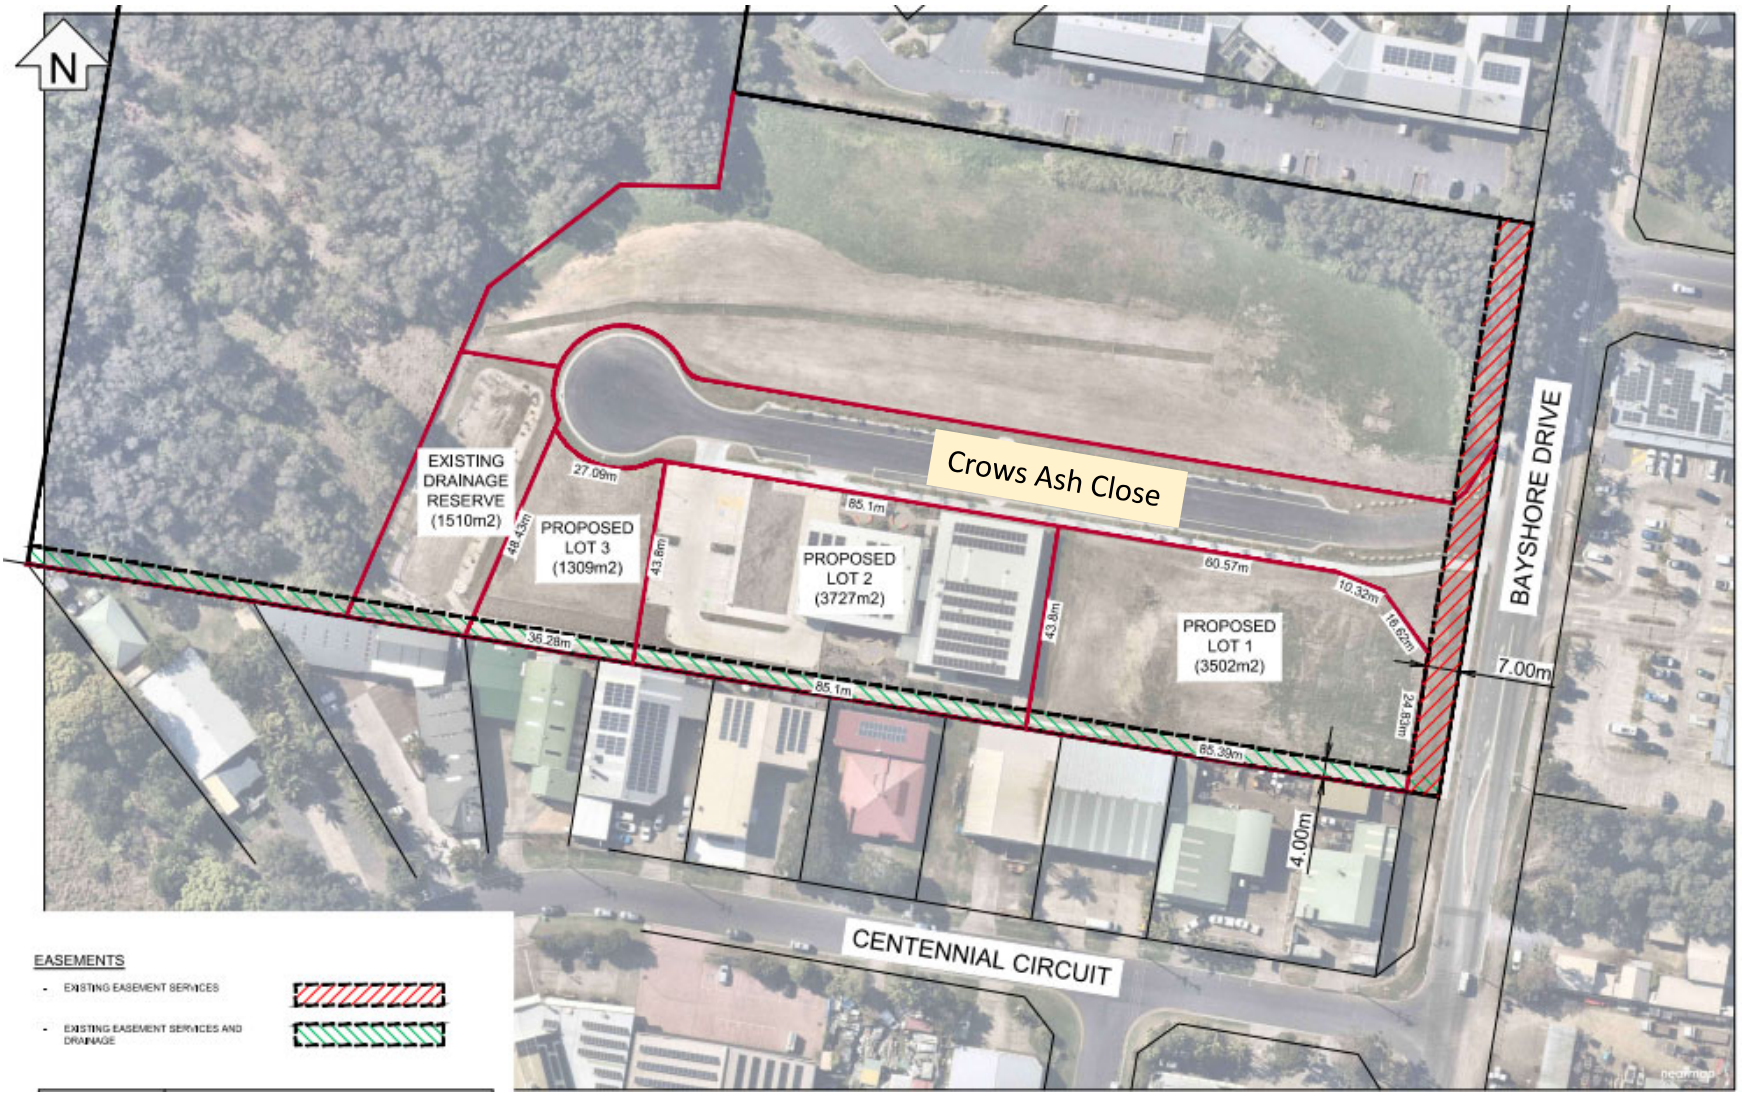 N
Crows Ash Close
BAYSHORE DRIVE
EXISTING
DRAINAGE
RESERVE
(1510m2)
27.09m
48.43m
PROPOSED
LOT 3
(1309m2)
43.8m
85.1m
PROPOSED
LOT 2
(3727m2)
43.8m
60.57m
10.32m
16.62m
PROPOSED
LOT 1
(3502m2)
7.00m
24.83m
36.28m
85.1m
85.39m
4.00m
CENTENNIAL CIRCUIT
EASEMENTS
- EXISTING EASEMENT SERVICES
- EXISTING EASEMENT SERVICES AND
DRAINAGE
nearmap